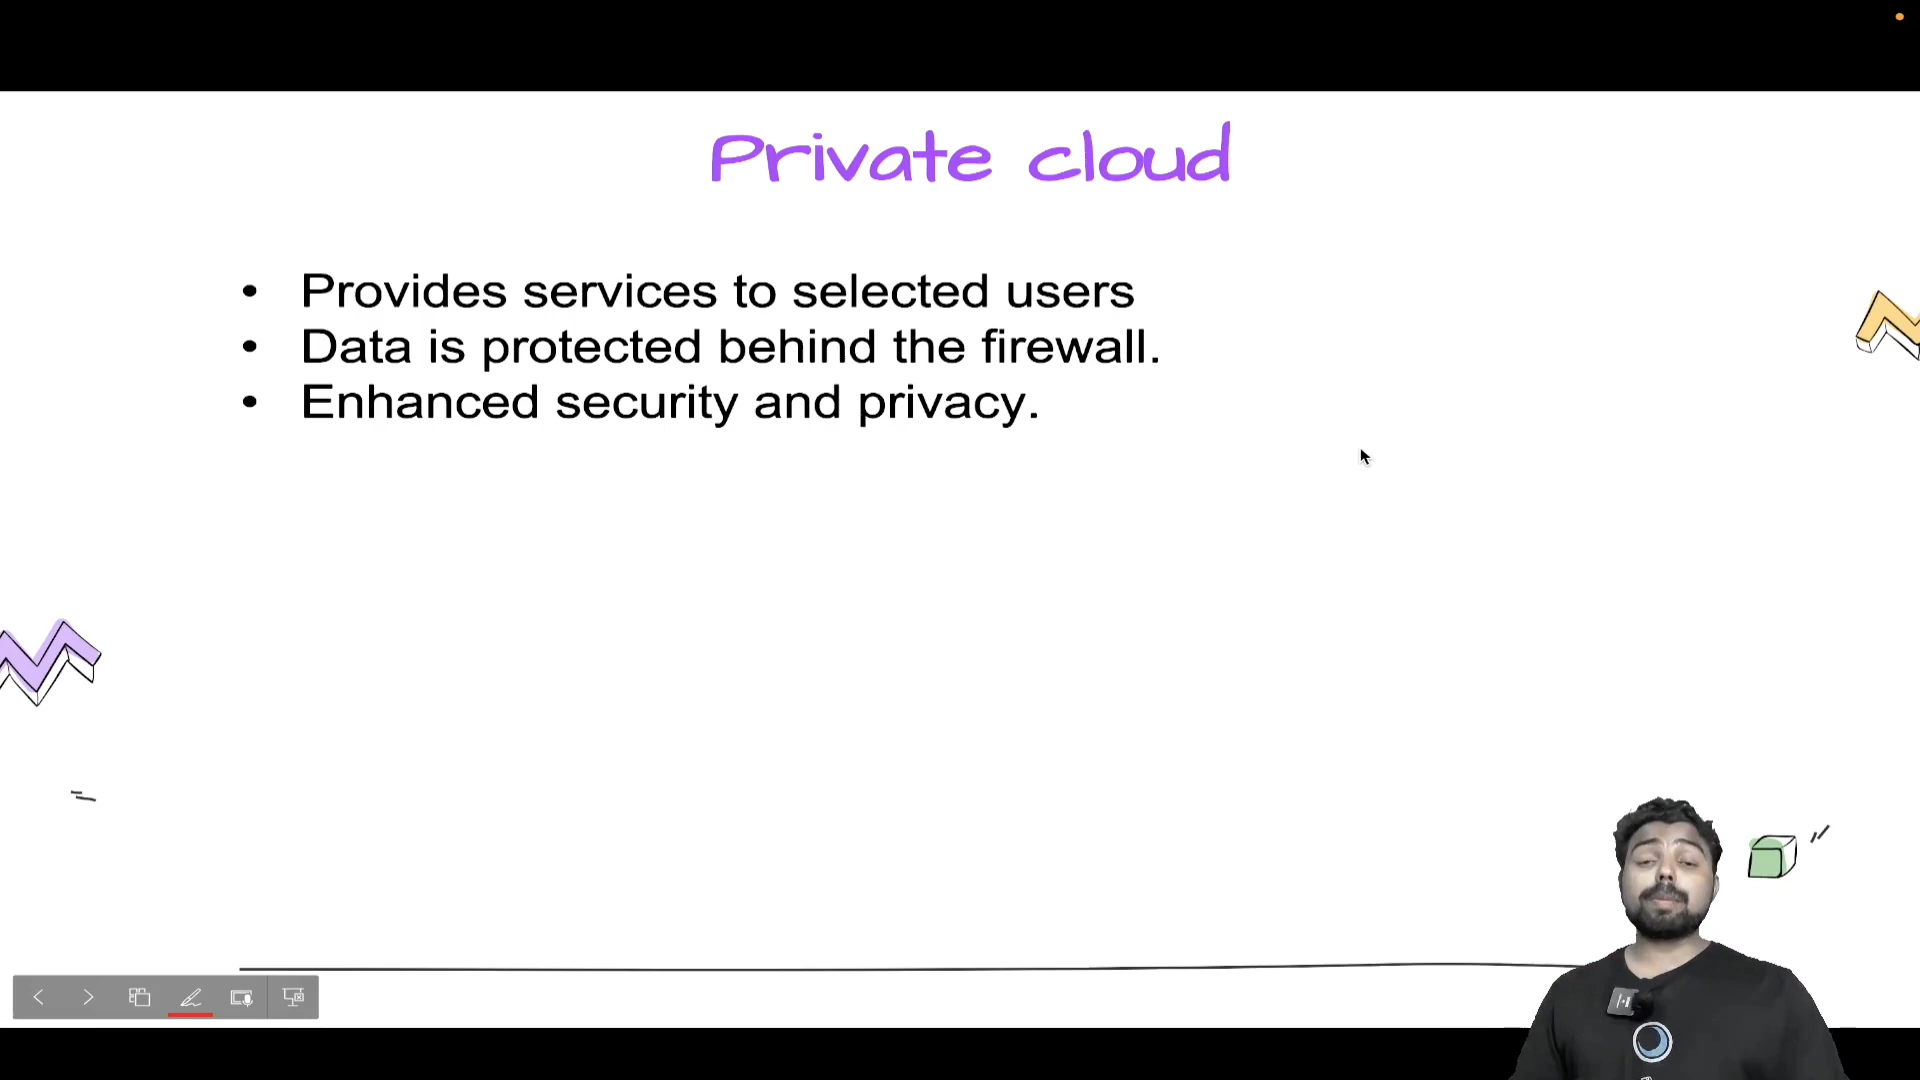 Private cloud
• Provides services to selected users
• Data is protected behind the firewall.
• Enhanced security and privacy.